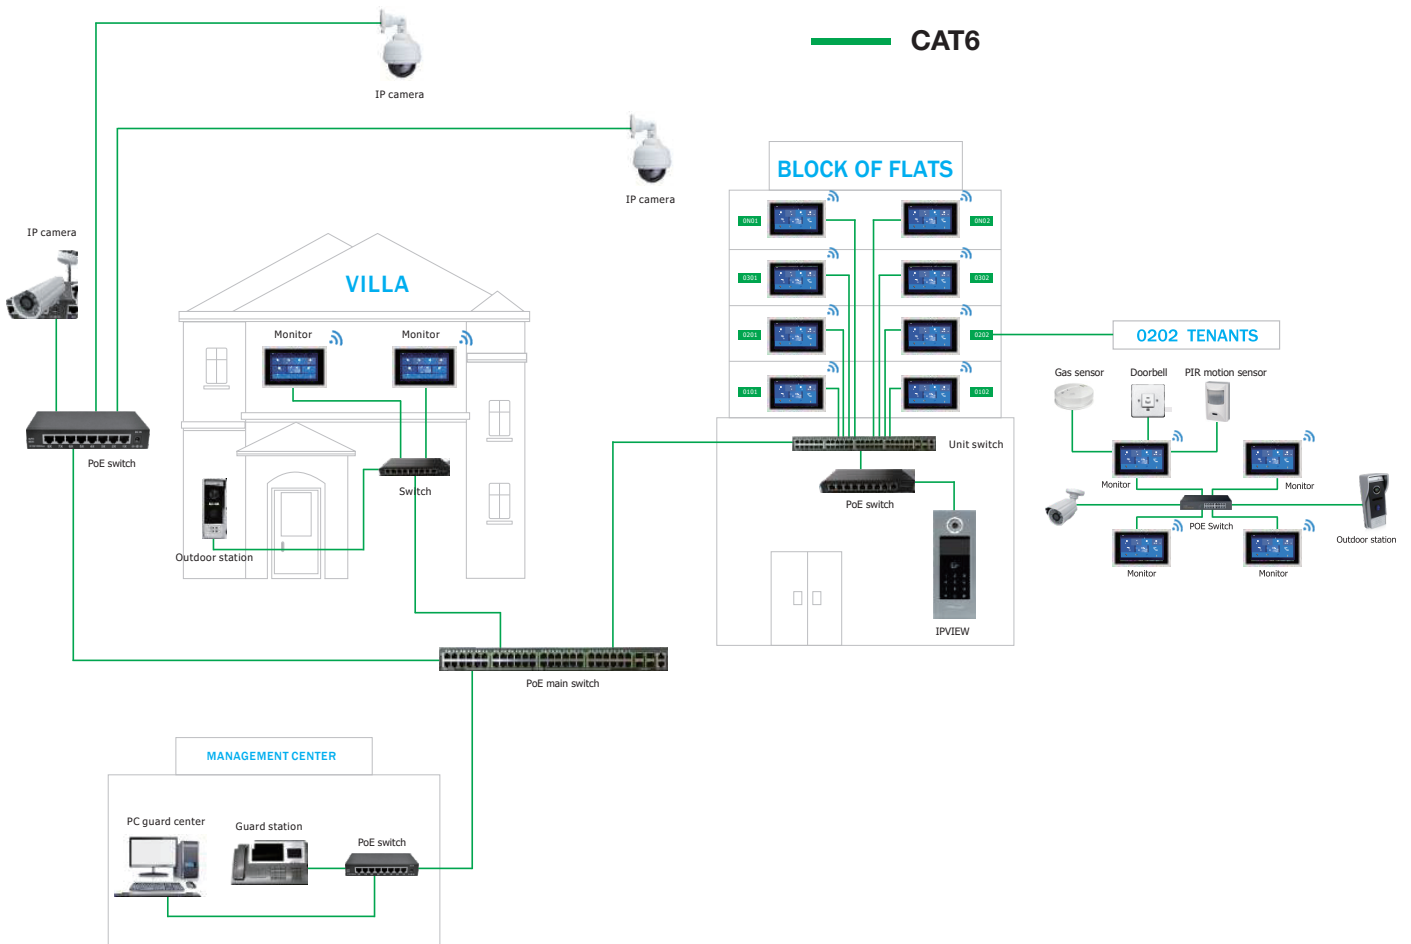 CAT6
IP camera
IP camera
IP camera
BLOCK OF FLATS
0N01
0N02
0301
0302
0201
0202
0101
0102
VILLA
Monitor
Monitor
0202 TENANTS
Gas sensor
Doorbell
PIR motion sensor
Monitor
Monitor
POE Switch
Outdoor station
Monitor
Monitor
Unit switch
PoE switch
IPVIEW
PoE switch
Switch
Outdoor station
PoE main switch
MANAGEMENT CENTER
PC guard center
Guard station
PoE switch